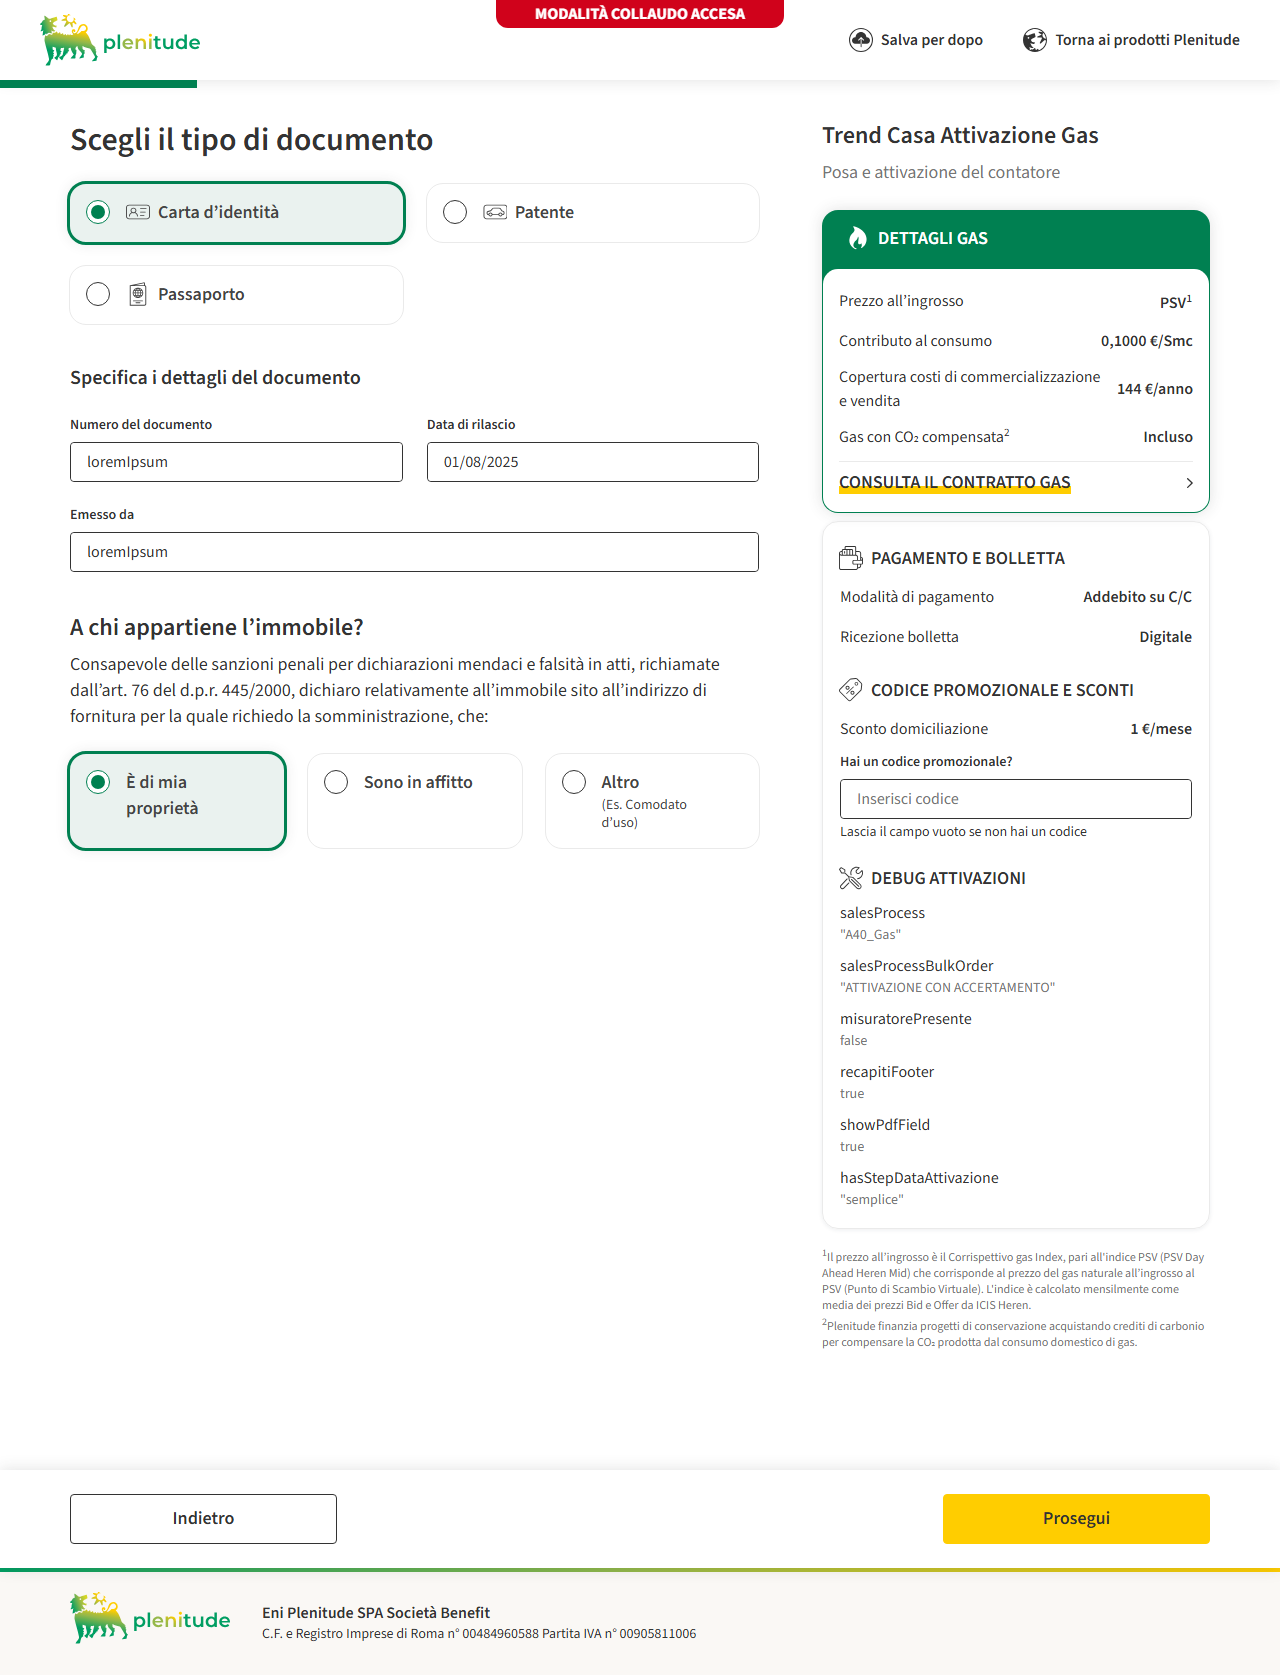 MODALITÀ COLLAUDO ACCESA
plenitude
Salva per dopo
Torna ai prodotti Plenitude
Scegli il tipo di documento
Carta d’identità
Patente
Passaporto
Specifica i dettagli del documento
Numero del documento
Data di rilascio
loremIpsum
01/08/2025
Emesso da
loremIpsum
A chi appartiene l’immobile?
Consapevole delle sanzioni penali per dichiarazioni mendaci e falsità in atti, richiamate
dall’art. 76 del d.p.r. 445/2000, dichiaro relativamente all’immobile sito all’indirizzo di
fornitura per la quale richiedo la somministrazione, che:
È di mia
proprietà
Sono in affitto
Altro
(Es. Comodato
d’uso)
Trend Casa Attivazione Gas
Posa e attivazione del contatore
DETTAGLI GAS
Prezzo all’ingrosso
PSV¹
Contributo al consumo
0,1000 €/Smc
Copertura costi di commercializzazione
e vendita
144 €/anno
Gas con CO₂ compensata²
Incluso
CONSULTA IL CONTRATTO GAS
PAGAMENTO E BOLLETTA
Modalità di pagamento
Addebito su C/C
Ricezione bolletta
Digitale
CODICE PROMOZIONALE E SCONTI
Sconto domiciliazione
1 €/mese
Hai un codice promozionale?
Inserisci codice
Lascia il campo vuoto se non hai un codice
DEBUG ATTIVAZIONI
salesProcess
"A40_Gas"
salesProcessBulkOrder
"ATTIVAZIONE CON ACCERTAMENTO"
misuratorePresente
false
recapitiFooter
true
showPdfField
true
hasStepDataAttivazione
"semplice"
¹Il prezzo all’ingrosso è il Corrispettivo gas Index, pari all’indice PSV (PSV Day
Ahead Heren Mid) che corrisponde al prezzo del gas naturale all’ingrosso al
PSV (Punto di Scambio Virtuale). L’indice è calcolato mensilmente come
media dei prezzi Bid e Offer da ICIS Heren.
²Plenitude finanzia progetti di conservazione acquistando crediti di carbonio
per compensare la CO₂ prodotta dal consumo domestico di gas.
Indietro
Prosegui
plenitude
Eni Plenitude SPA Società Benefit
C.F. e Registro Imprese di Roma n° 00484960588 Partita IVA n° 00905811006